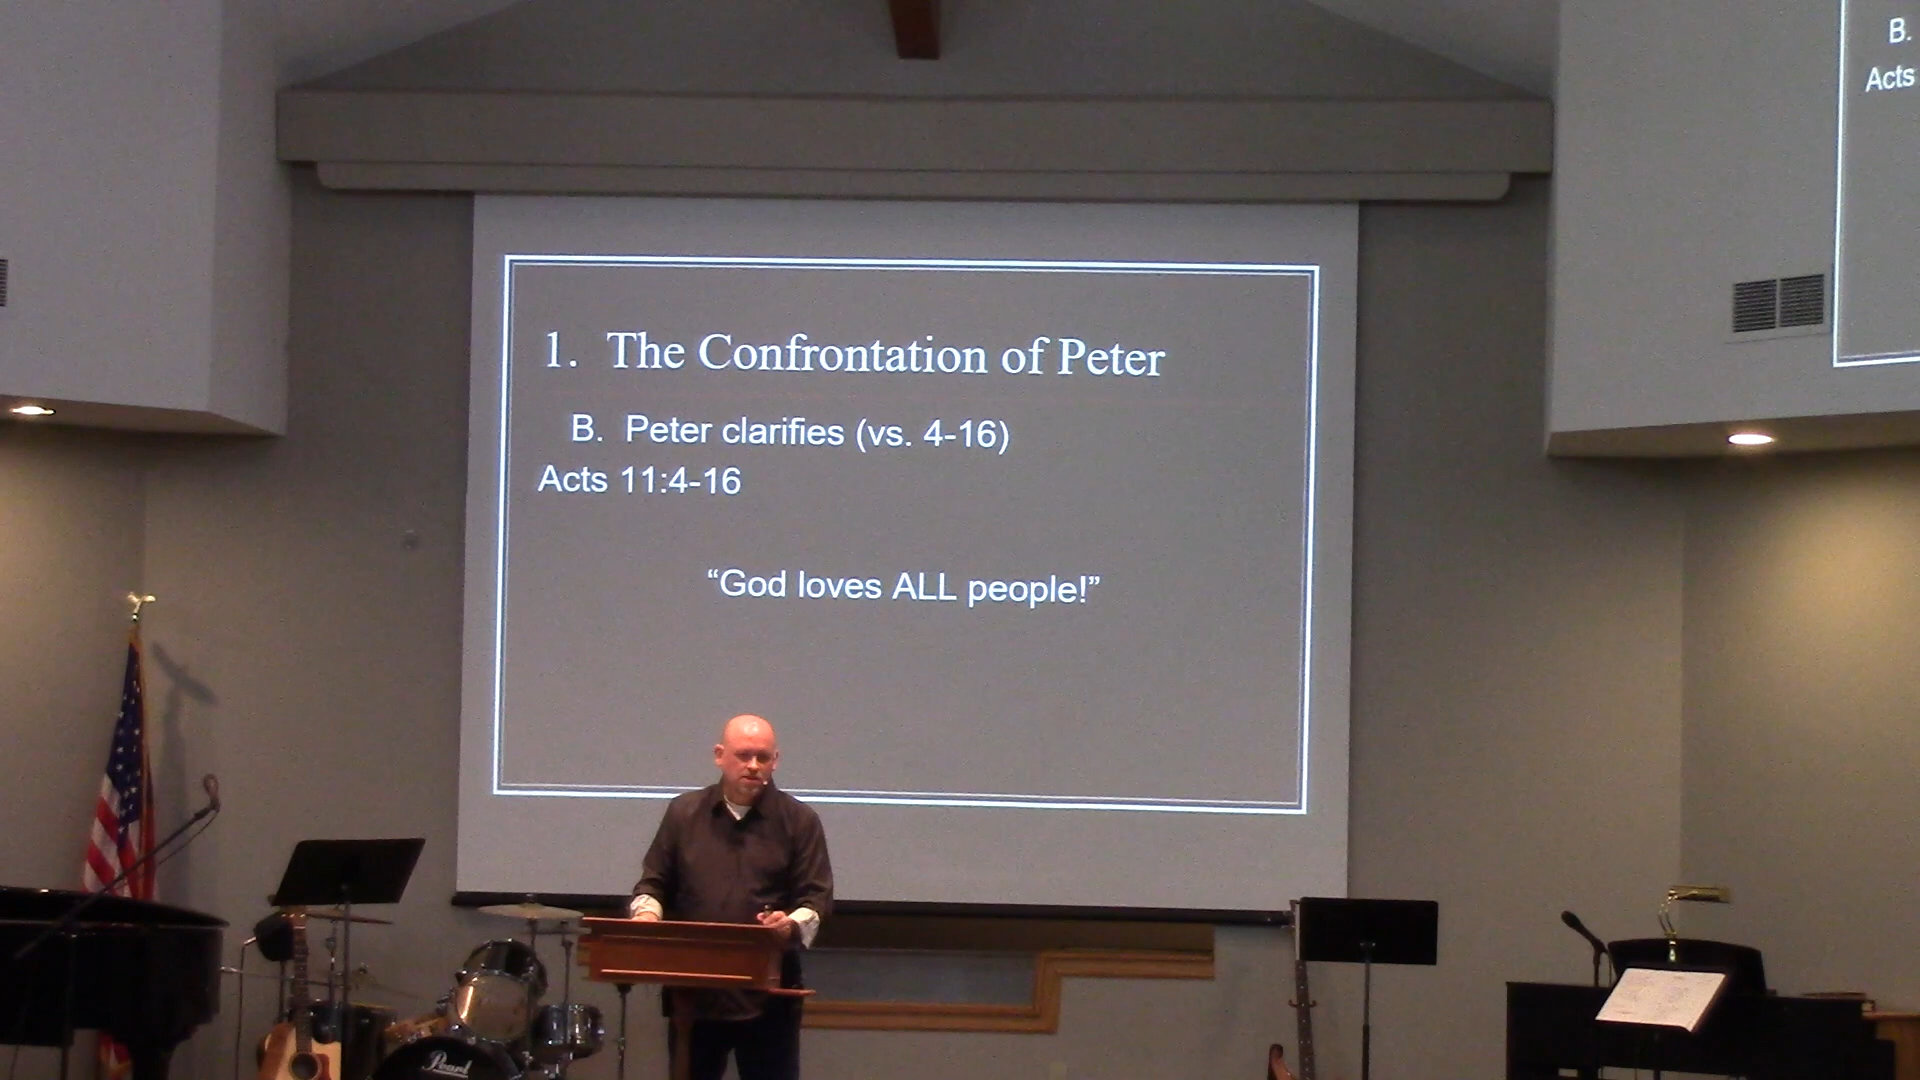 1. The Confrontation of Peter
B. Peter clarifies (vs. 4-16)
Acts 11:4-16
“God loves ALL people!”
B.
Acts
Pearl